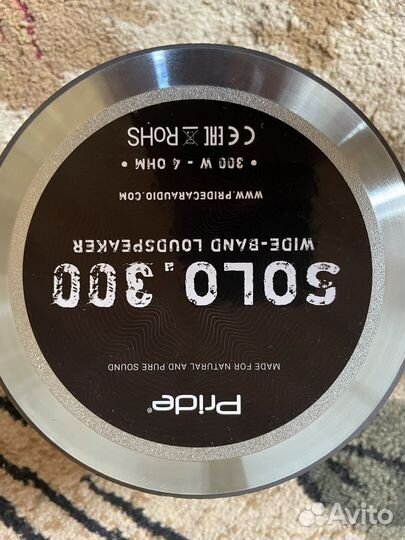 Pride®
MADE FOR NATURAL AND PURE SOUND
SOLO.300
WIDE-BAND LOUDSPEAKER
WWW.PRIDECARAUDIO.COM
• 300 W - 4 OHM •
CE EAC RoHS
Avito